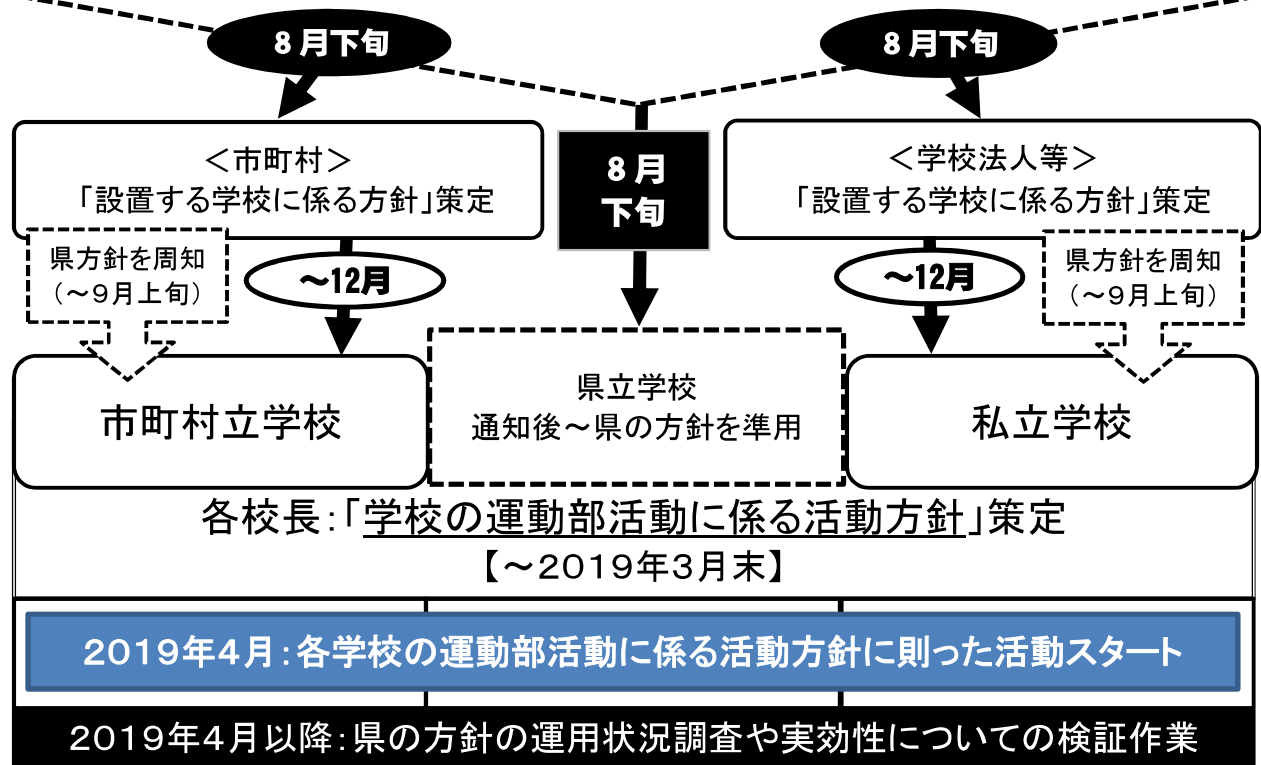 8月下旬
8月下旬
＜市町村＞
「設置する学校に係る方針」策定
8月
下旬
＜学校法人等＞
「設置する学校に係る方針」策定
県方針を周知
（～９月上旬）
～12月
～12月
県方針を周知
（～９月上旬）
市町村立学校
県立学校
通知後～県の方針を準用
私立学校
各校長：「学校の運動部活動に係る活動方針」策定
【～２０１９年３月末】
２０１９年４月：各学校の運動部活動に係る活動方針に則った活動スタート
２０１９年４月以降：県の方針の運用状況調査や実効性についての検証作業